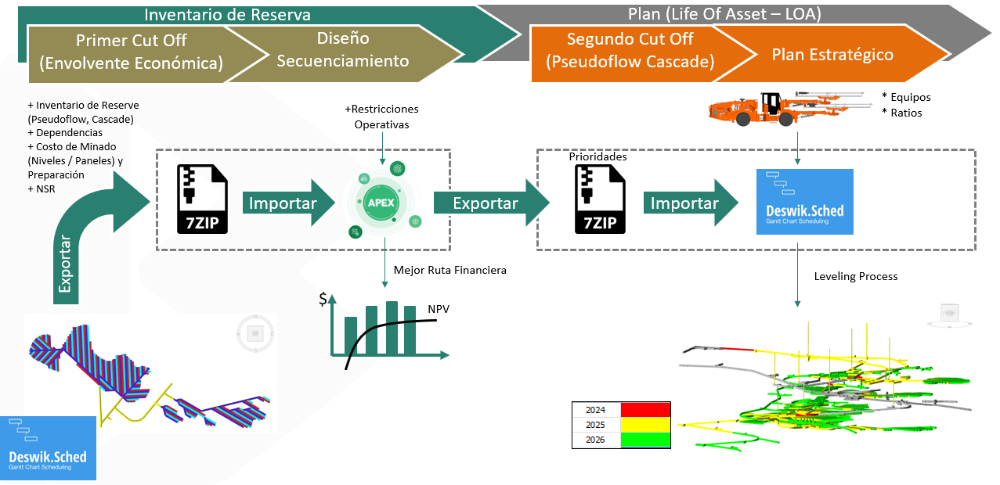 Inventario de Reserva
Plan (Life Of Asset – LOA)
Primer Cut Off
(Envolvente Económica)
Diseño
Secuenciamiento
Segundo Cut Off
(Pseudoflow Cascade)
Plan Estratégico
+ Inventario de Reserve
(Pseudoflow, Cascade)
+ Dependencias
+ Costo de Minado
(Niveles / Paneles) y
Preparación
+ NSR
+Restricciones
Operativas
* Equipos
* Ratios
Prioridades
7ZIP
Importar
APEX
Exportar
7ZIP
Importar
Deswik.Sched
Gantt Chart Scheduling
Exportar
Mejor Ruta Financiera
Leveling Process
$
NPV
2024
2025
2026
Deswik.Sched
Gantt Chart Scheduling